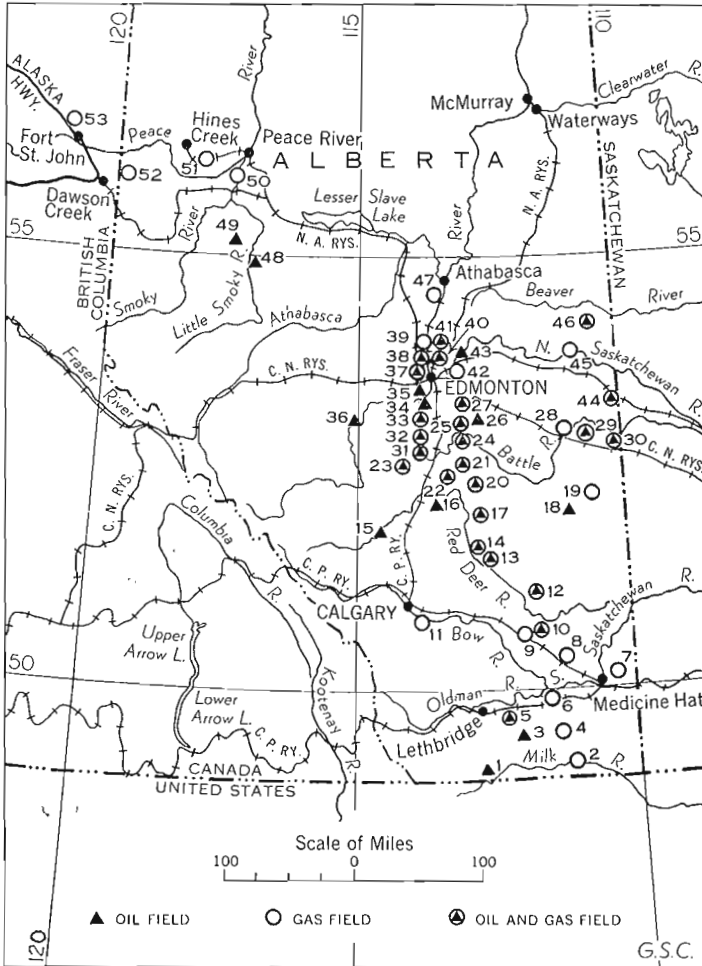 120
115
110
ALASKA
HWY.
53
Fort
St. John
Peace
Hines
Creek
River
Peace River
McMurray
Clearwater
R.
Waterways
51
50
52
Dawson
Creek
ALBERTA
SASKATCHEWAN
Lesser Slave
Lake
River
N. A. RYS.
N. A. RYS.
55
55
BRITISH
COLUMBIA
River
49
48
Smoky
Little Smoky R.
Athabasca
47
Athabasca
Beaver
River
46
39
41
40
N.
Saskatchewan
R.
38
43
45
37
42
C. N. RYS.
EDMONTON
Fraser
River
35
34
27
44
36
33
25
26
28
29
32
24
30
31
Battle
R.
C. N. RYS.
23
21
22
20
19
16
18
17
C. N. RYS.
Columbia
R.
15
14
13
Red
Deer
R.
C. P. RY.
C. P. RY.
12
Saskatchewan
R.
CALGARY
11
Bow
R.
9
10
8
7
Upper
Arrow L.
50
50
Kootenay
R.
Oldman
R.
S.
6
Medicine Hat
Lower
Arrow L.
C. P. RY.
Lethbridge
5
3
4
Milk
R.
2
1
CANADA
UNITED STATES
Scale of Miles
100
0
100
OIL FIELD
GAS FIELD
OIL AND GAS FIELD
120
115
110
G.S.C.